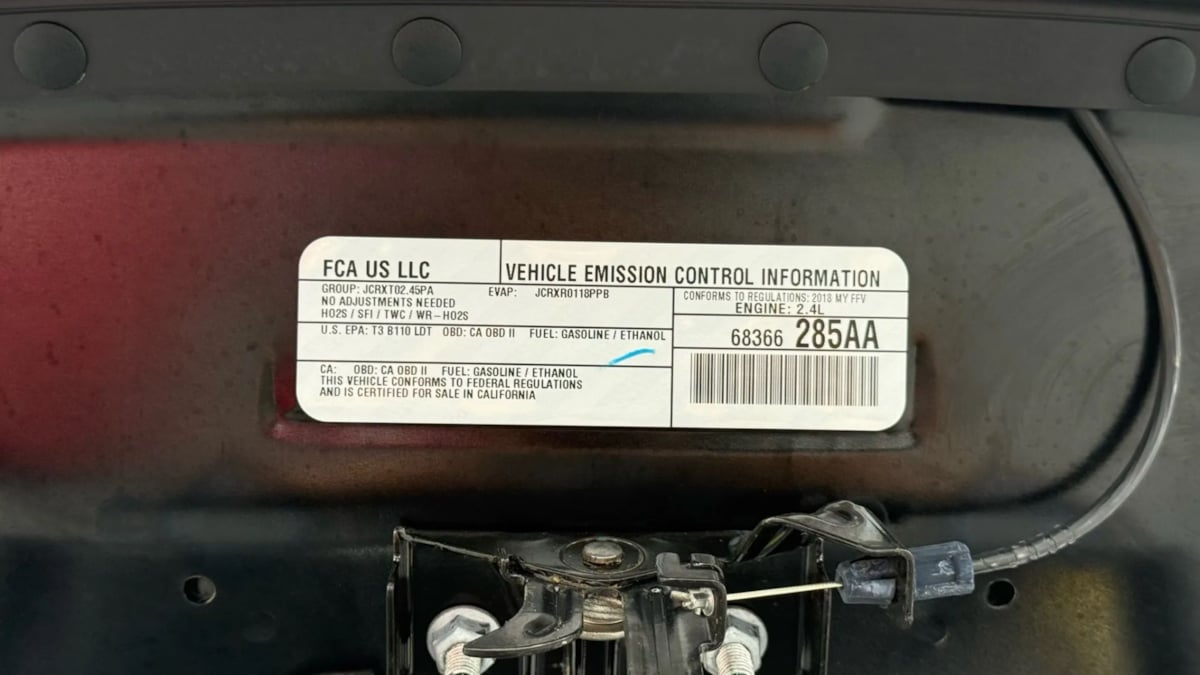 FCA US LLC
VEHICLE EMISSION CONTROL INFORMATION
GROUP: JCRXT02.45PA EVAP: JCRXR0118PPB
NO ADJUSTMENTS NEEDED
HO2S / SFI / TWC / WR-HO2S
CONFORMS TO REGULATIONS: 2018 MY FFV
ENGINE: 2.4L
U.S. EPA: T3 B110 LDT OBD: CA OBD II FUEL: GASOLINE / ETHANOL
68366 285AA
CA: OBD: CA OBD II FUEL: GASOLINE / ETHANOL
THIS VEHICLE CONFORMS TO FEDERAL REGULATIONS
AND IS CERTIFIED FOR SALE IN CALIFORNIA